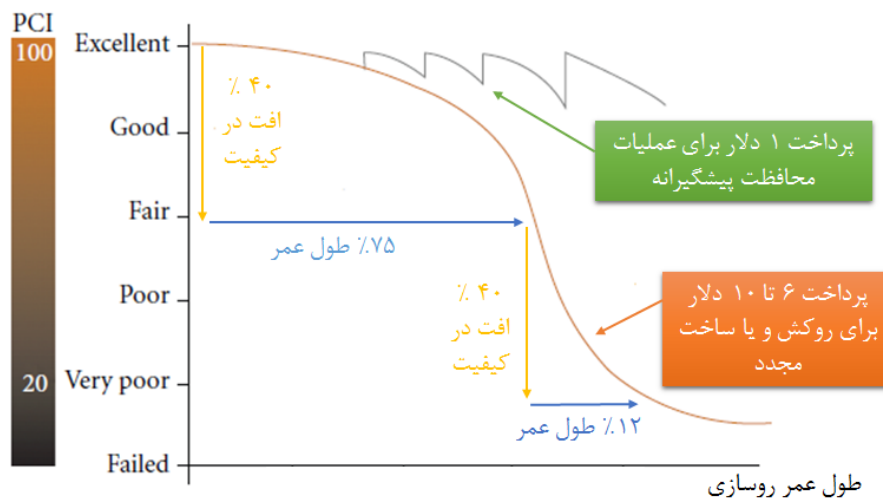 PCI
100
20
Excellent
Good
Fair
Poor
Very poor
Failed
۴۰ %
افت در
کیفیت
۷۵٪ طول عمر
۴۰ %
افت در
کیفیت
۱۲٪ طول عمر
پرداخت ۱ دلار برای عملیات
محافظت پیشگیرانه
پرداخت ۶ تا ۱۰ دلار
برای روکش و یا ساخت
مجدد
طول عمر روسازی